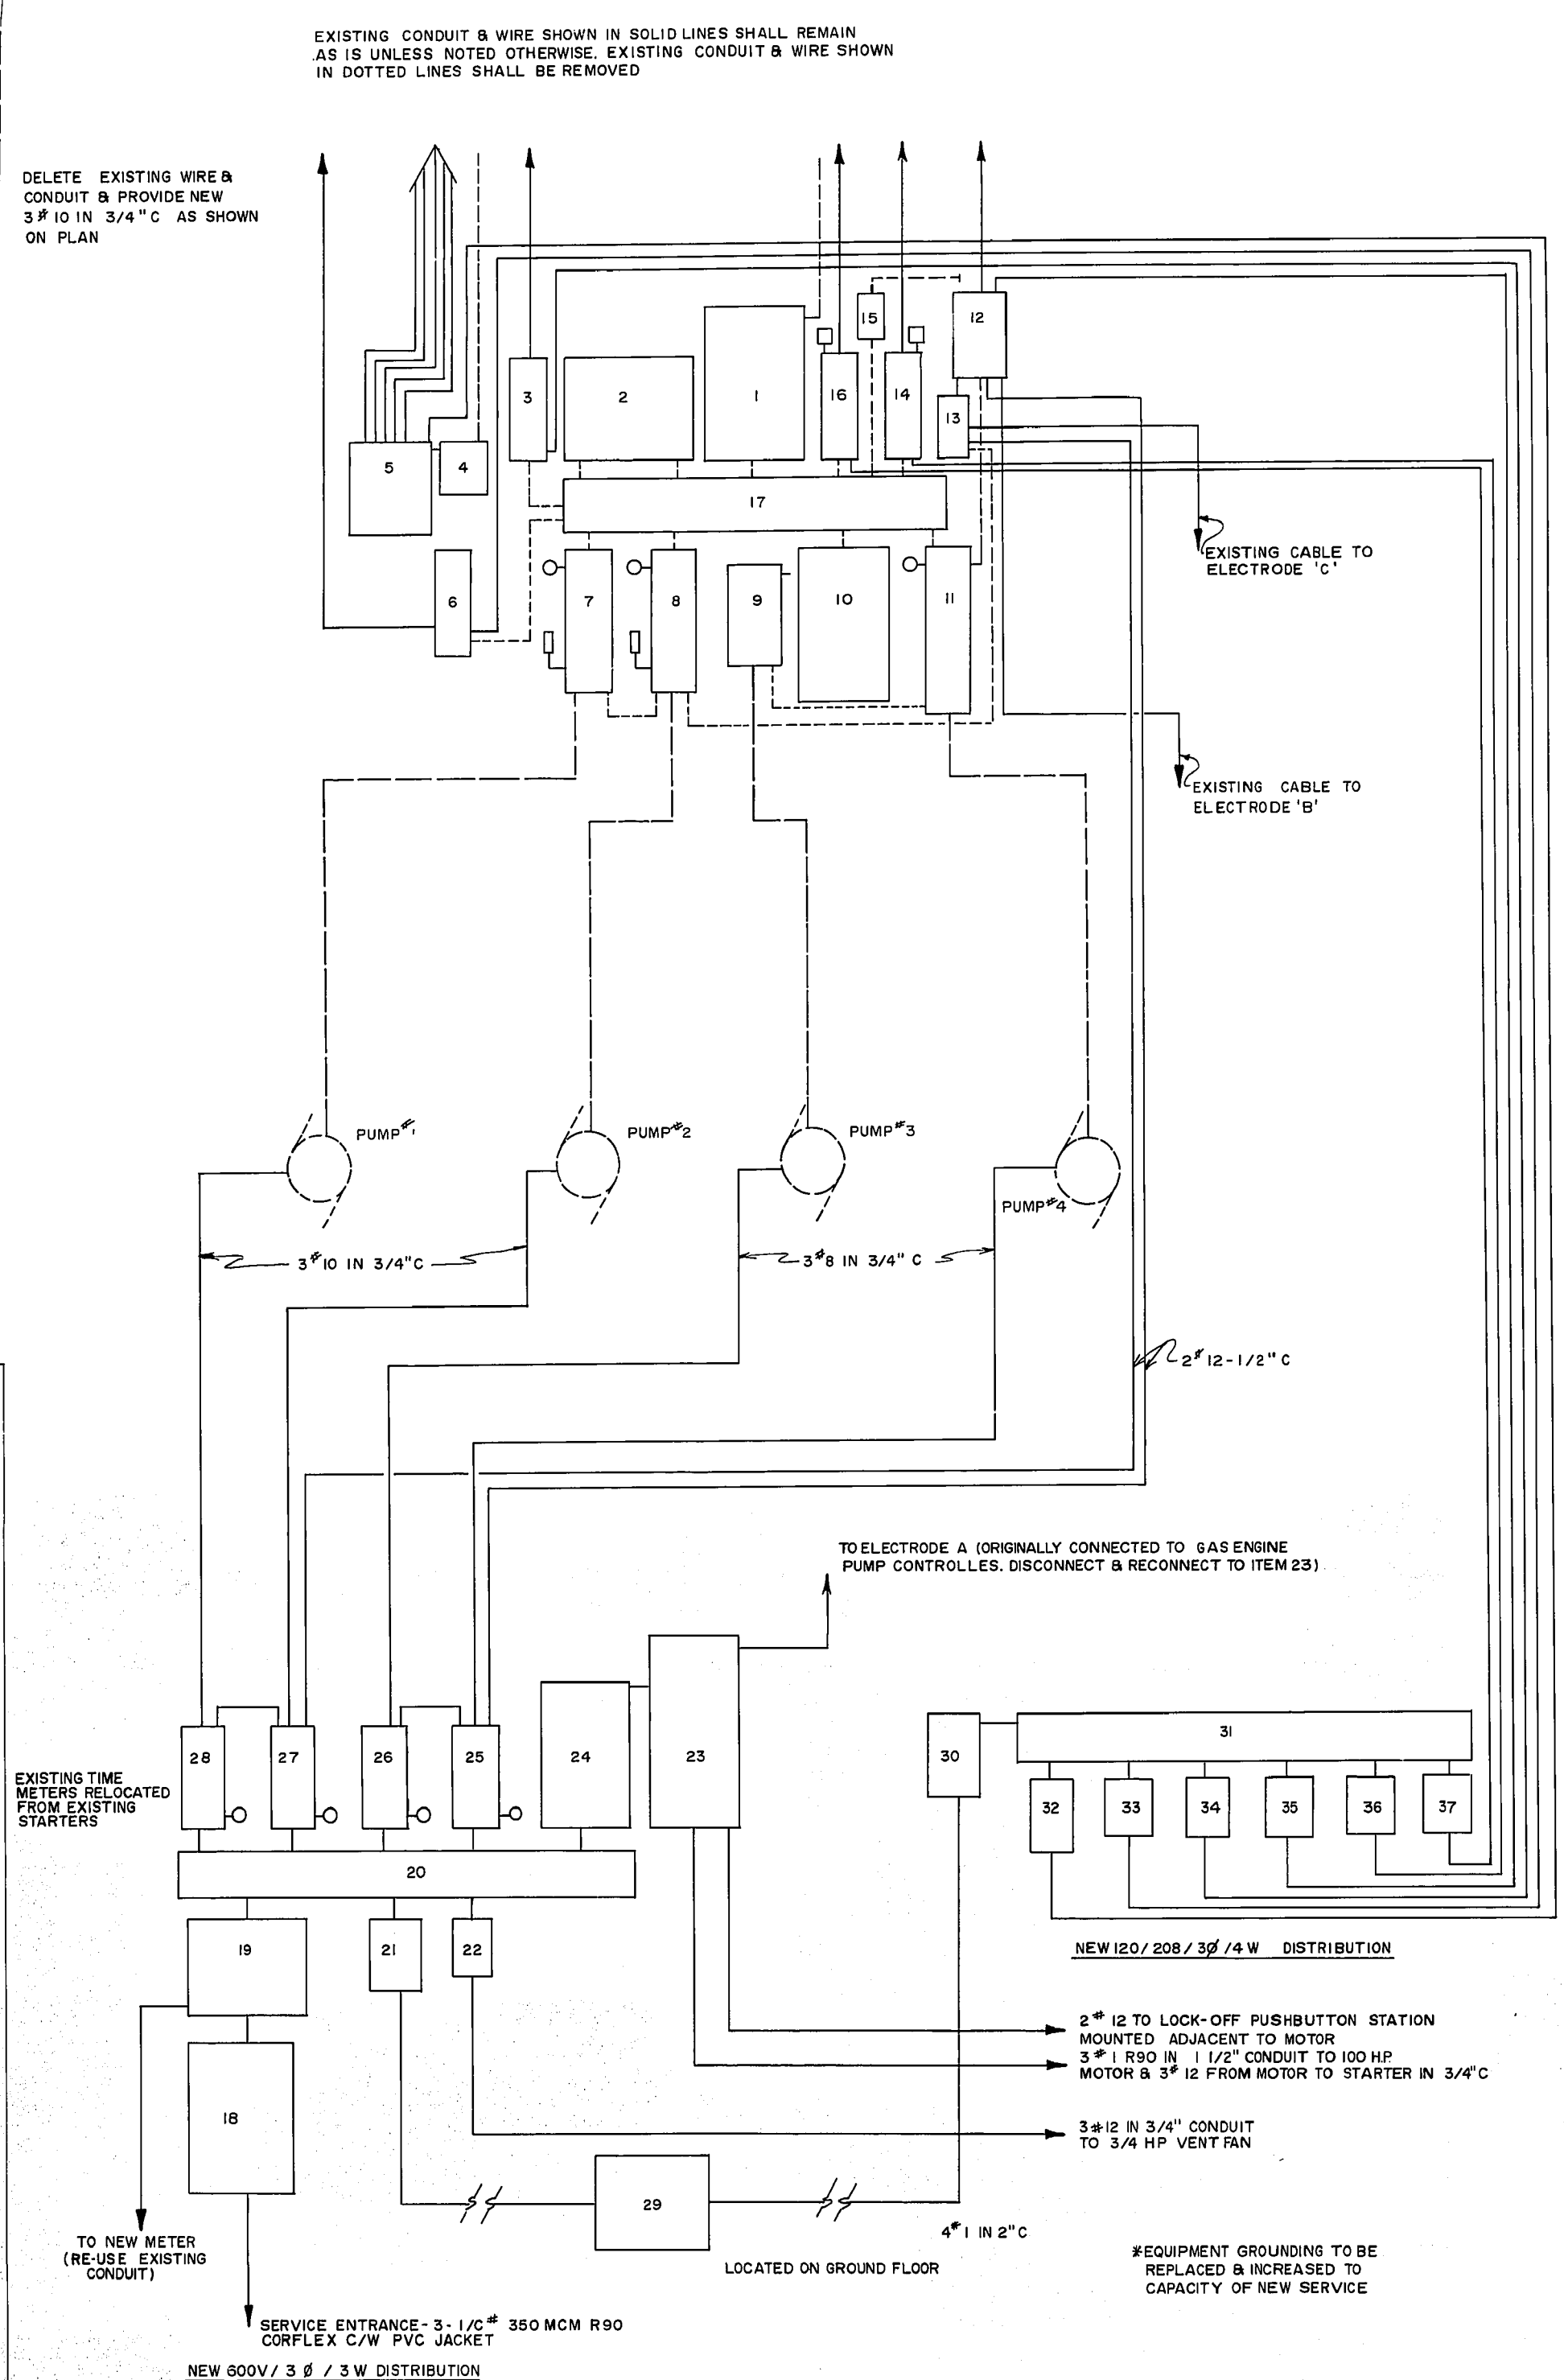 EXISTING CONDUIT & WIRE SHOWN IN SOLID LINES SHALL REMAIN
AS IS UNLESS NOTED OTHERWISE. EXISTING CONDUIT & WIRE SHOWN
IN DOTTED LINES SHALL BE REMOVED
DELETE EXISTING WIRE &
CONDUIT & PROVIDE NEW
3# 10 IN 3/4" C AS SHOWN
ON PLAN
15
12
3
2
1
16
14
13
5
4
17
EXISTING CABLE TO
ELECTRODE 'C'
6
7
8
9
10
11
EXISTING CABLE TO
ELECTRODE 'B'
PUMP#1
PUMP#2
PUMP#3
PUMP#4
3#10 IN 3/4"C
3#8 IN 3/4" C
2# 12-1/2" C
TO ELECTRODE A (ORIGINALLY CONNECTED TO GAS ENGINE
PUMP CONTROLLES. DISCONNECT & RECONNECT TO ITEM 23)
28
27
26
25
24
23
30
31
EXISTING TIME
METERS RELOCATED
FROM EXISTING
STARTERS
32
33
34
35
36
37
20
19
21
22
NEW 120/208/3Ø/4W DISTRIBUTION
2# 12 TO LOCK-OFF PUSHBUTTON STATION
MOUNTED ADJACENT TO MOTOR
3# 1 R90 IN 1 1/2" CONDUIT TO 100 H.P.
MOTOR & 3# 12 FROM MOTOR TO STARTER IN 3/4"C
18
3#12 IN 3/4" CONDUIT
TO 3/4 HP VENT FAN
29
4# 1 IN 2"C
TO NEW METER
(RE-USE EXISTING
CONDUIT)
LOCATED ON GROUND FLOOR
*EQUIPMENT GROUNDING TO BE
REPLACED & INCREASED TO
CAPACITY OF NEW SERVICE
SERVICE ENTRANCE-3-1/C# 350 MCM R90
CORFLEX C/W PVC JACKET
NEW 600V/3Ø/3W DISTRIBUTION